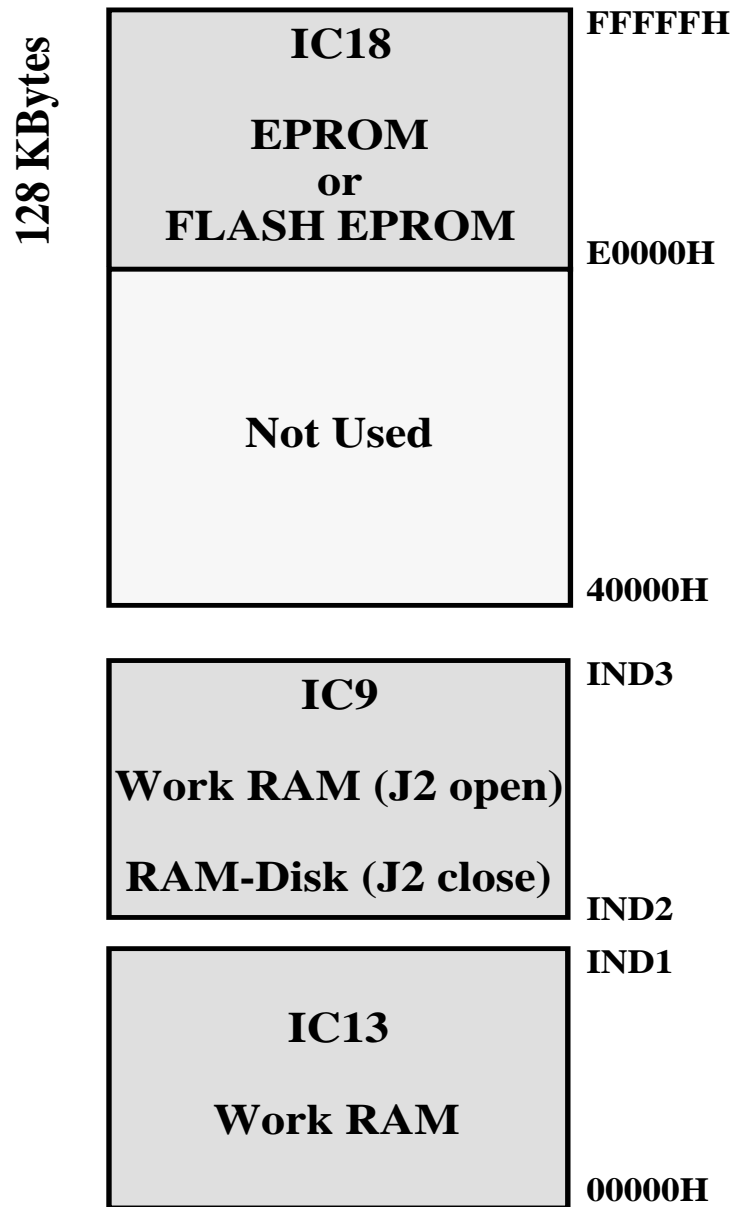 128 KBytes
IC18
EPROM
or
FLASH EPROM
FFFFFH
E0000H
Not Used
40000H
IC9
Work RAM (J2 open)
RAM-Disk (J2 close)
IND3
IND2
IC13
Work RAM
IND1
00000H